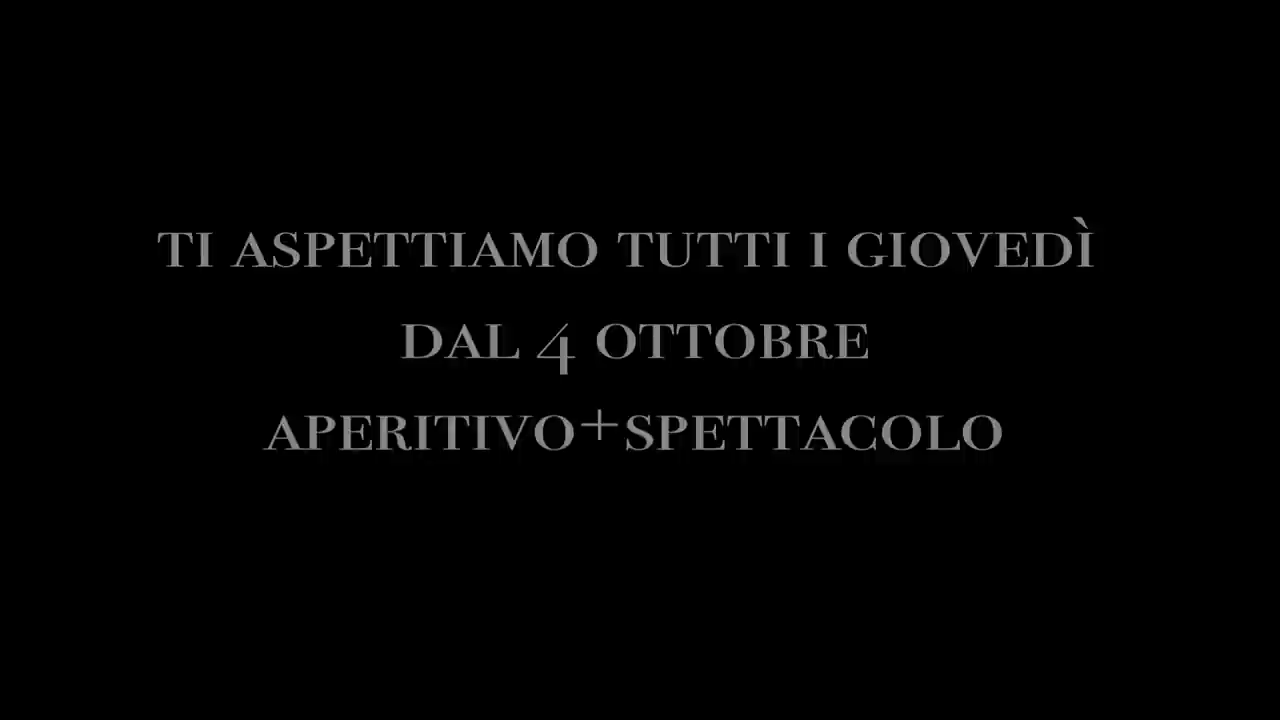 TI ASPETTIAMO TUTTI I GIOVEDÌ
DAL 4 OTTOBRE
APERITIVO+SPETTACOLO